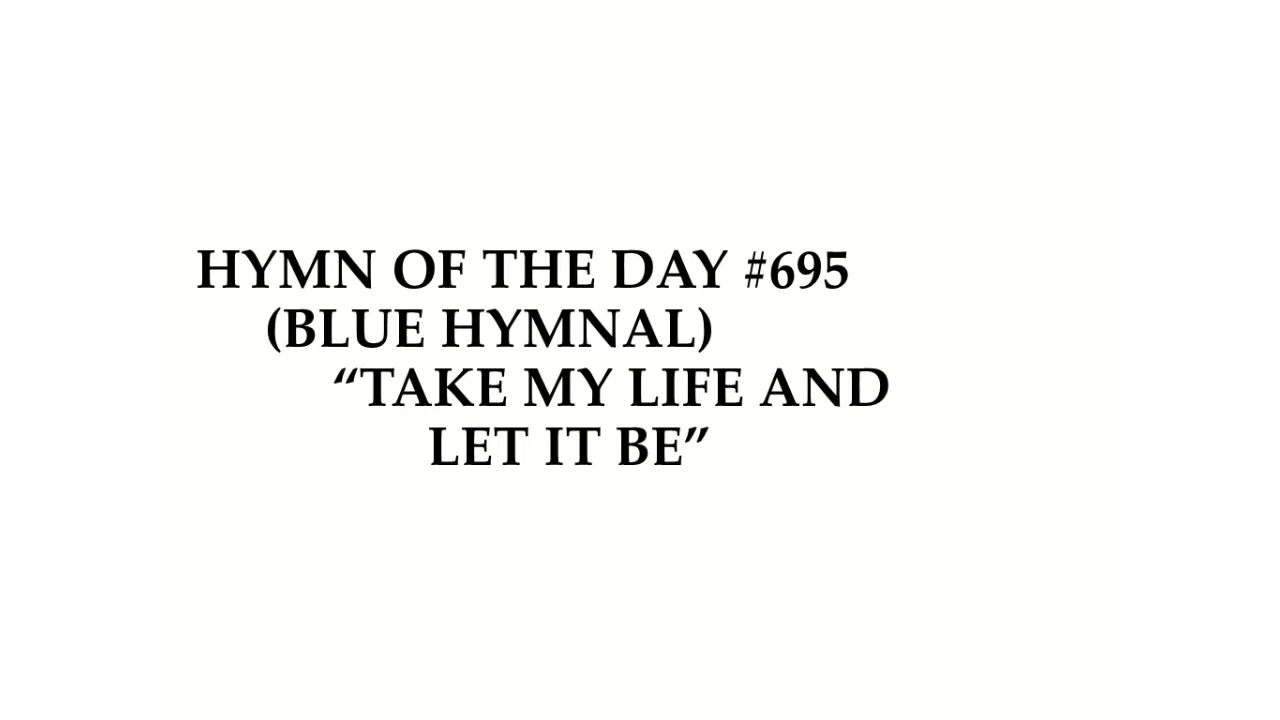 HYMN OF THE DAY #695
(BLUE HYMNAL)
“TAKE MY LIFE AND
LET IT BE”